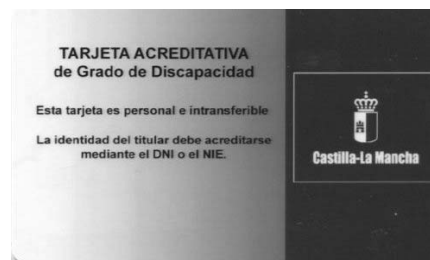 TARJETA ACREDITATIVA
de Grado de Discapacidad
Esta tarjeta es personal e intransferible
La identidad del titular debe acreditarse
mediante el DNI o el NIE.
Castilla-La Mancha